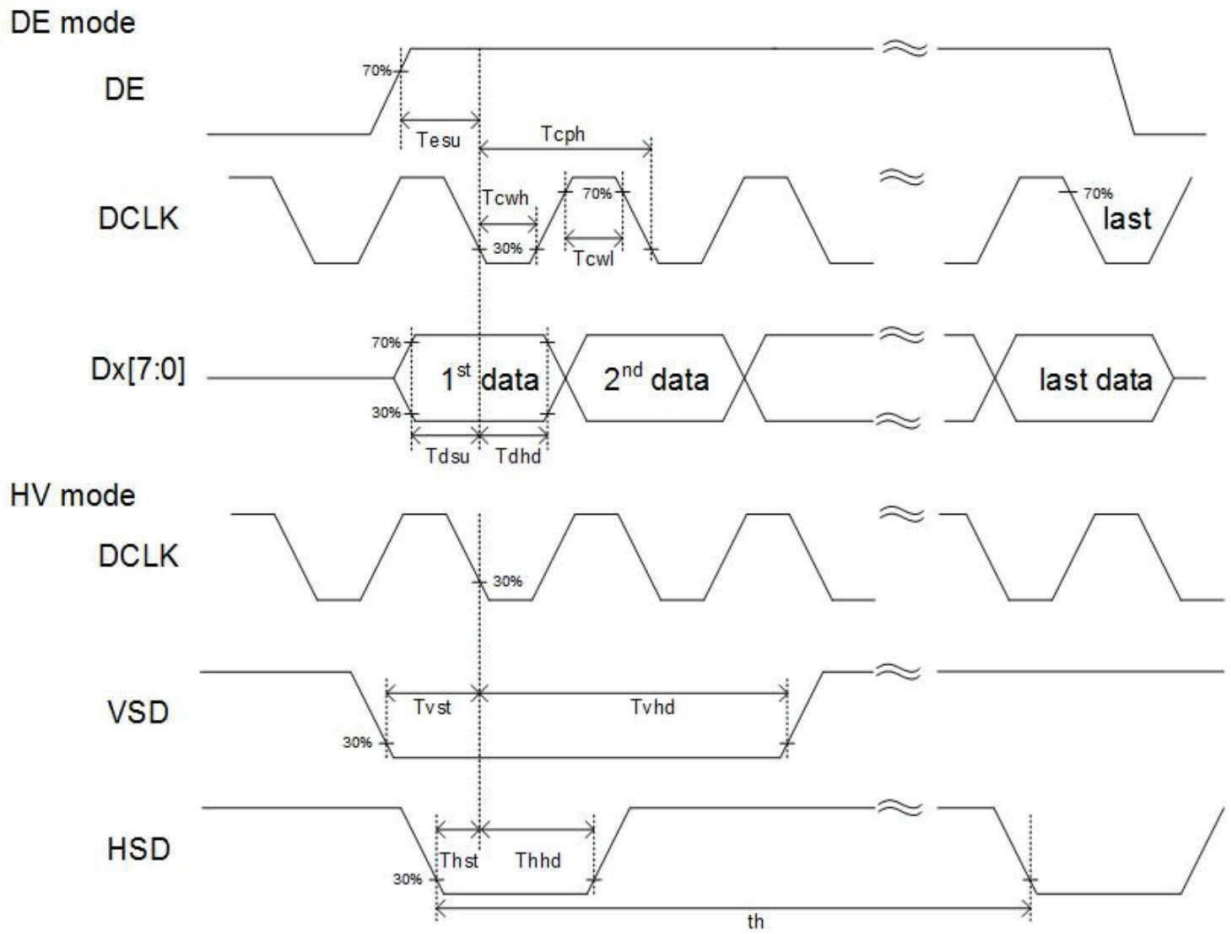 DE mode
70%
DE
Tesu
Tcph
DCLK
Tcwh
70%
70%
last
30%
Tcwl
Dx[7:0]
70%
1st data
2nd data
last data
30%
Tdsu
Tdhd
HV mode
DCLK
30%
VSD
Tvst
Tvhd
30%
HSD
Thst
Thhd
30%
th